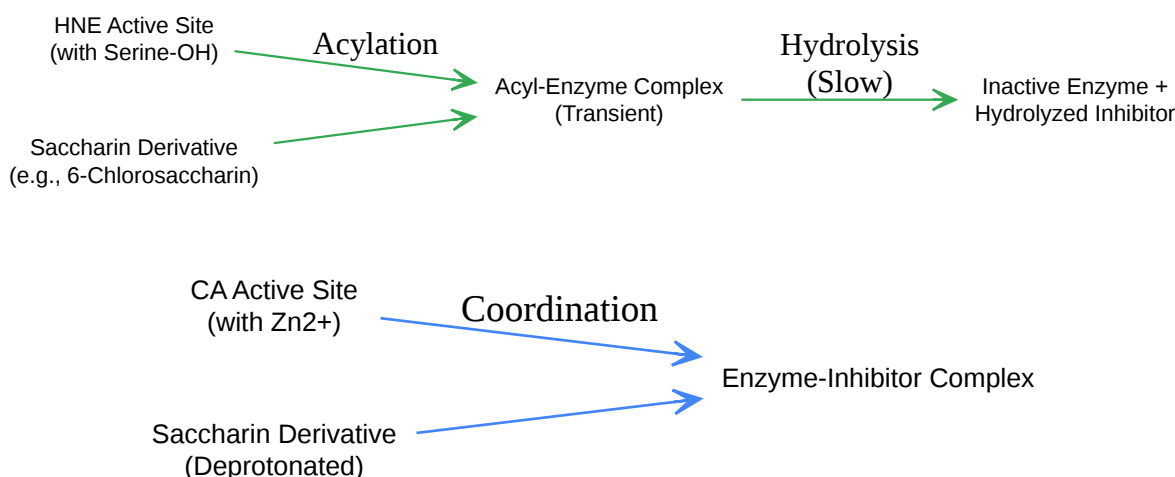 HNE Active Site
(with Serine-OH)
Acylation
Saccharin Derivative
(e.g., 6-Chlorosaccharin)
Acyl-Enzyme Complex
(Transient)
Hydrolysis
(Slow)
Inactive Enzyme +
Hydrolyzed Inhibitor
CA Active Site
(with Zn2+)
Coordination
Saccharin Derivative
(Deprotonated)
Enzyme-Inhibitor Complex